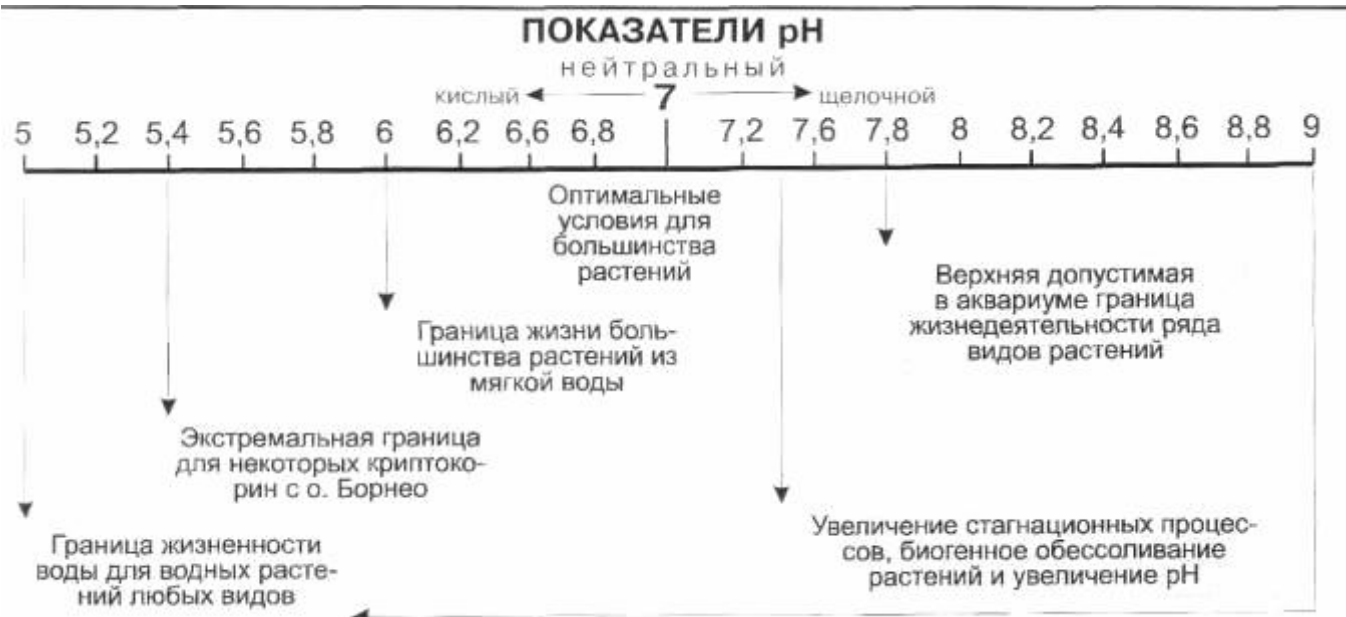 ПОКАЗАТЕЛИ pH
нейтральный
кислый 7 щелочной
5 5,2 5,4 5,6 5,8 6 6,2 6,6 6,8 7,2 7,6 7,8 8 8,2 8,4 8,6 8,8 9
Оптимальные
условия для
большинства
растений
Верхняя допустимая
в аквариуме граница
жизнедеятельности ряда
видов растений
Граница жизни боль-
шинства растений из
мягкой воды
Экстремальная граница
для некоторых криптоко-
рин с о. Борнео
Увеличение стагнационных процес-
сов, биогенное обессоливание
растений и увеличение pH
Граница жизненности
воды для водных расте-
ний любых видов